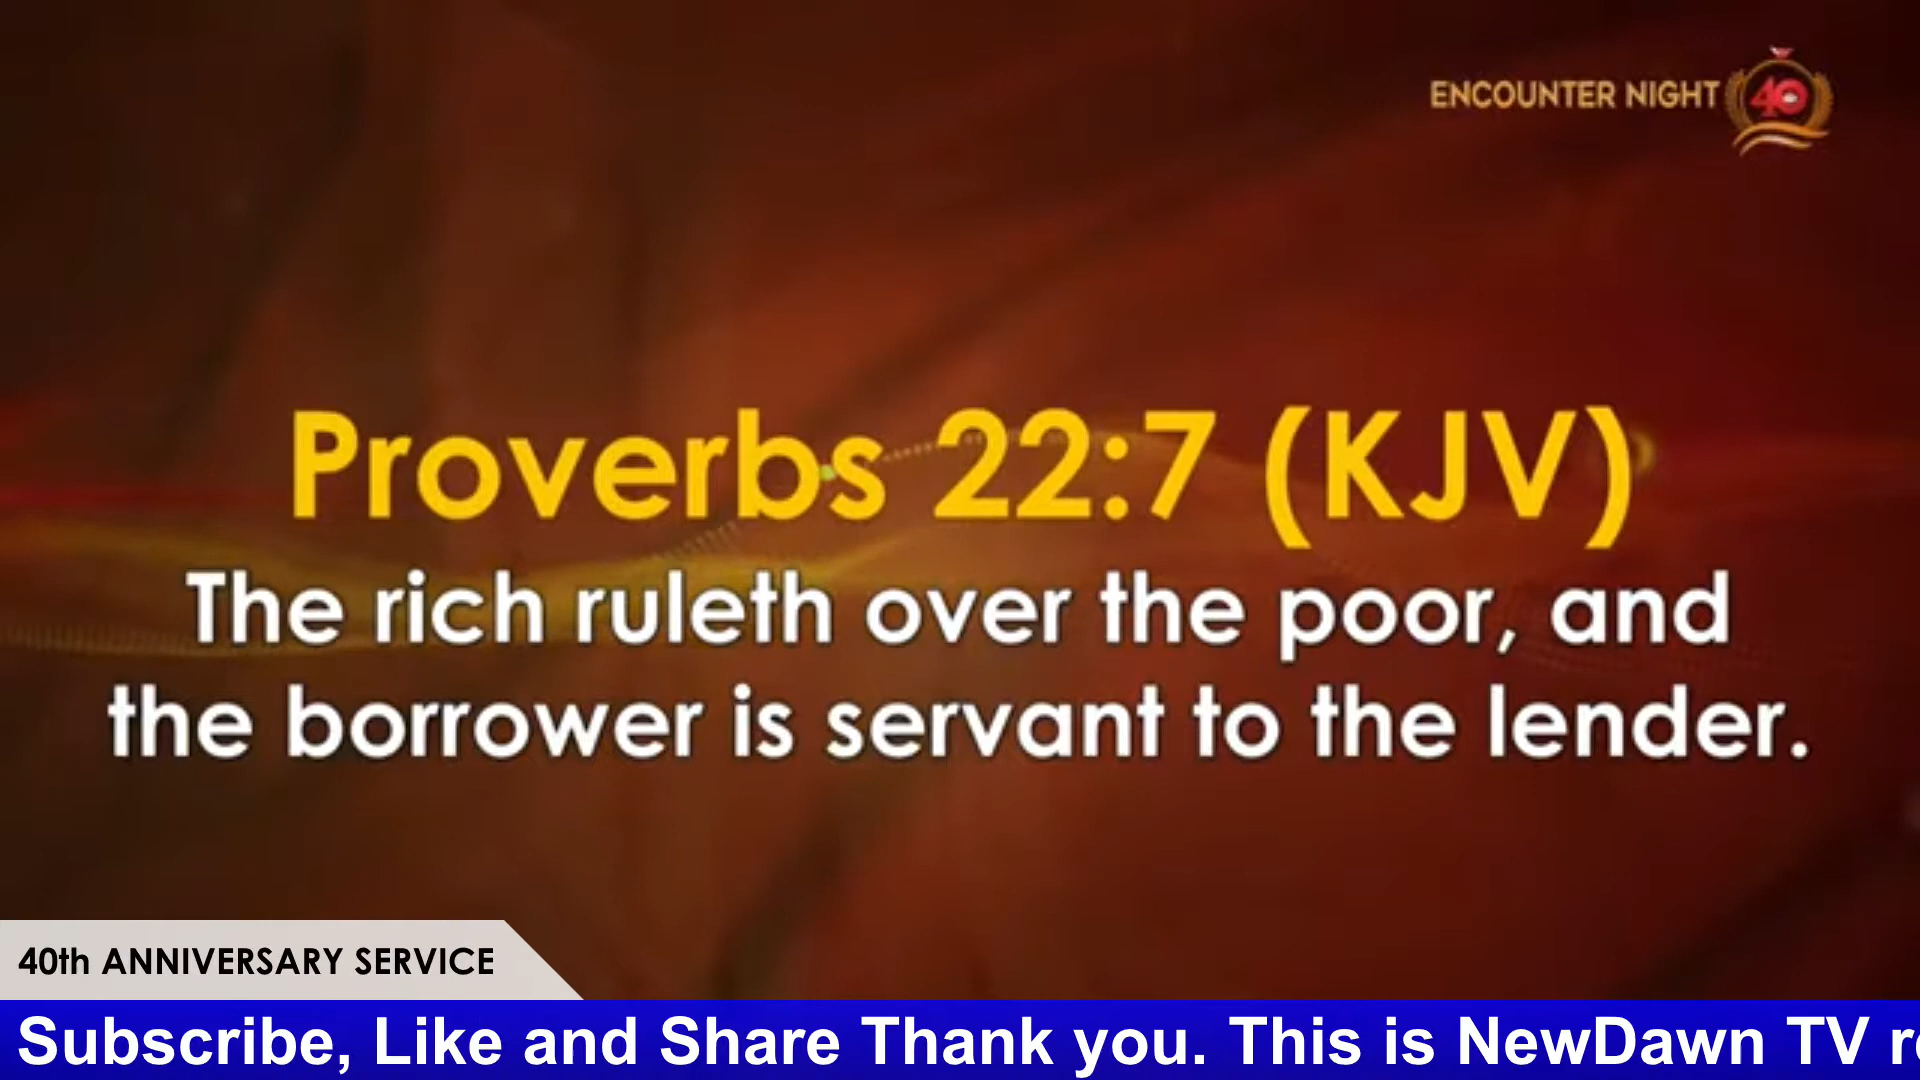 ENCOUNTER NIGHT 40
Proverbs 22:7 (KJV)
The rich ruleth over the poor, and
the borrower is servant to the lender.
40th ANNIVERSARY SERVICE
Subscribe, Like and Share Thank you. This is NewDawn TV